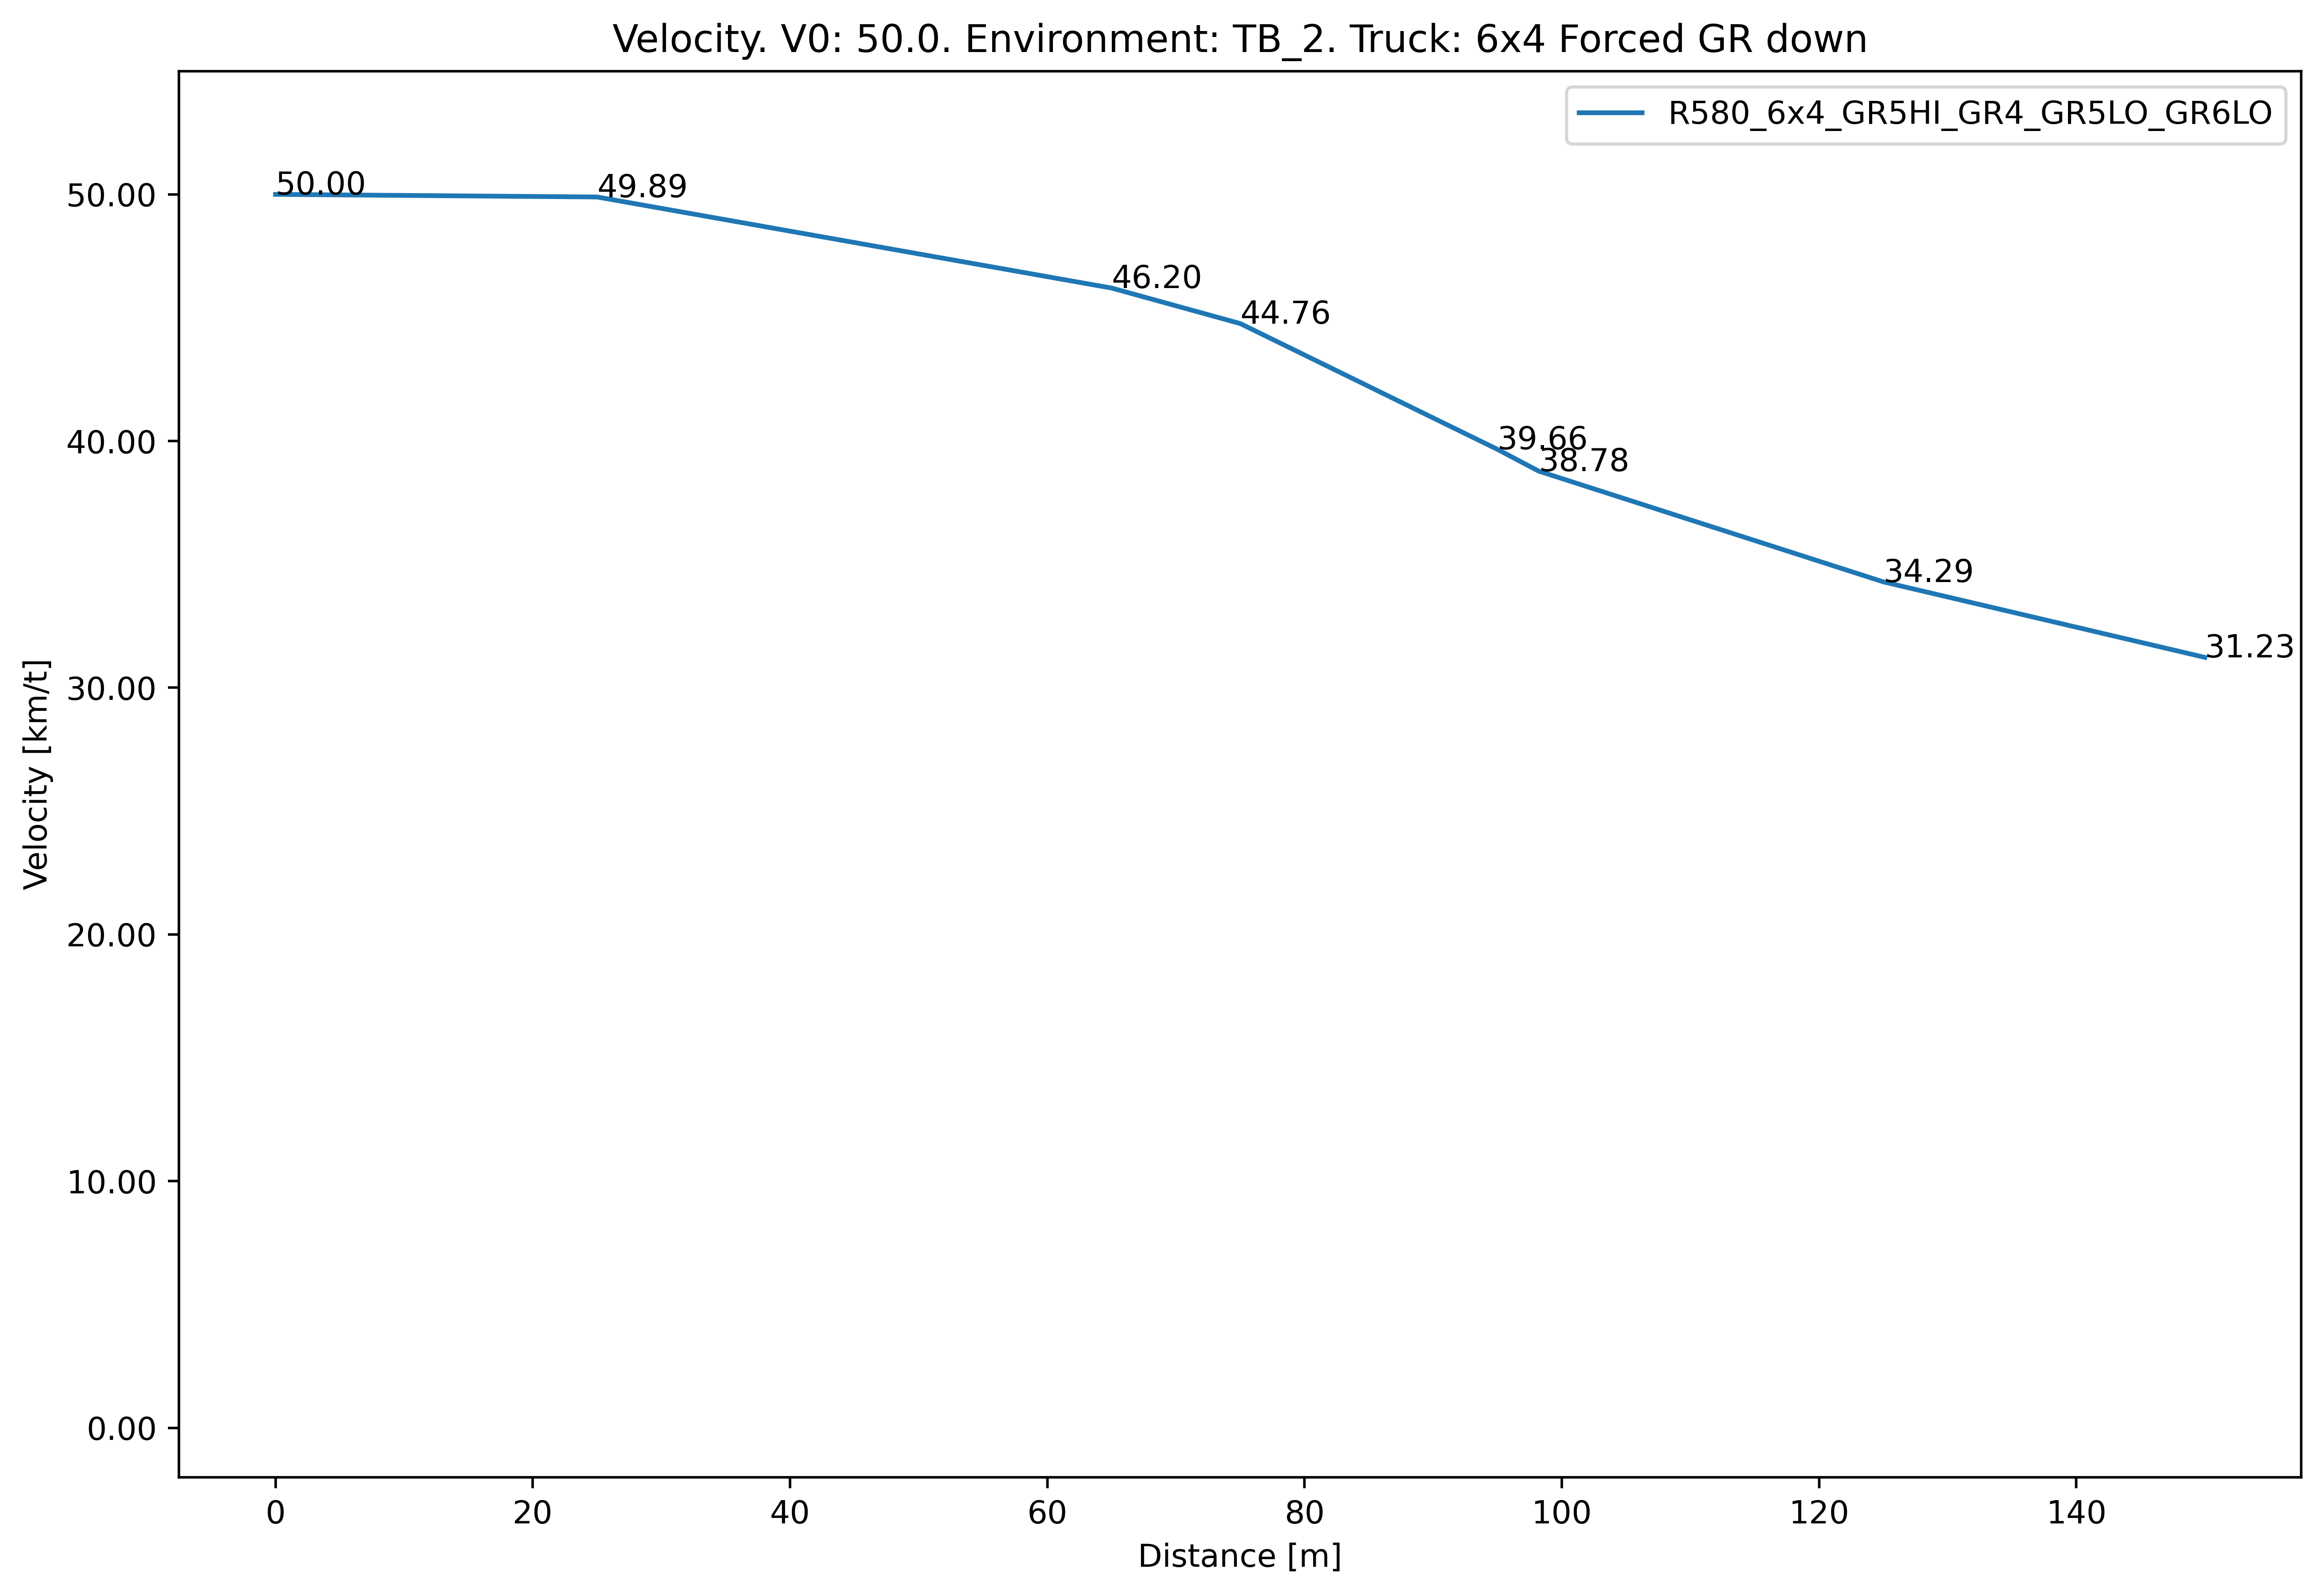 Velocity. V0: 50.0. Environment: TB_2. Truck: 6x4 Forced GR down
R580_6x4_GR5HI_GR4_GR5LO_GR6LO
50.00
49.89
46.20
44.76
39.66
38.78
34.29
31.23
Velocity [km/t]
50.00
40.00
30.00
20.00
10.00
0.00
0 20 40 60 80 100 120 140
Distance [m]